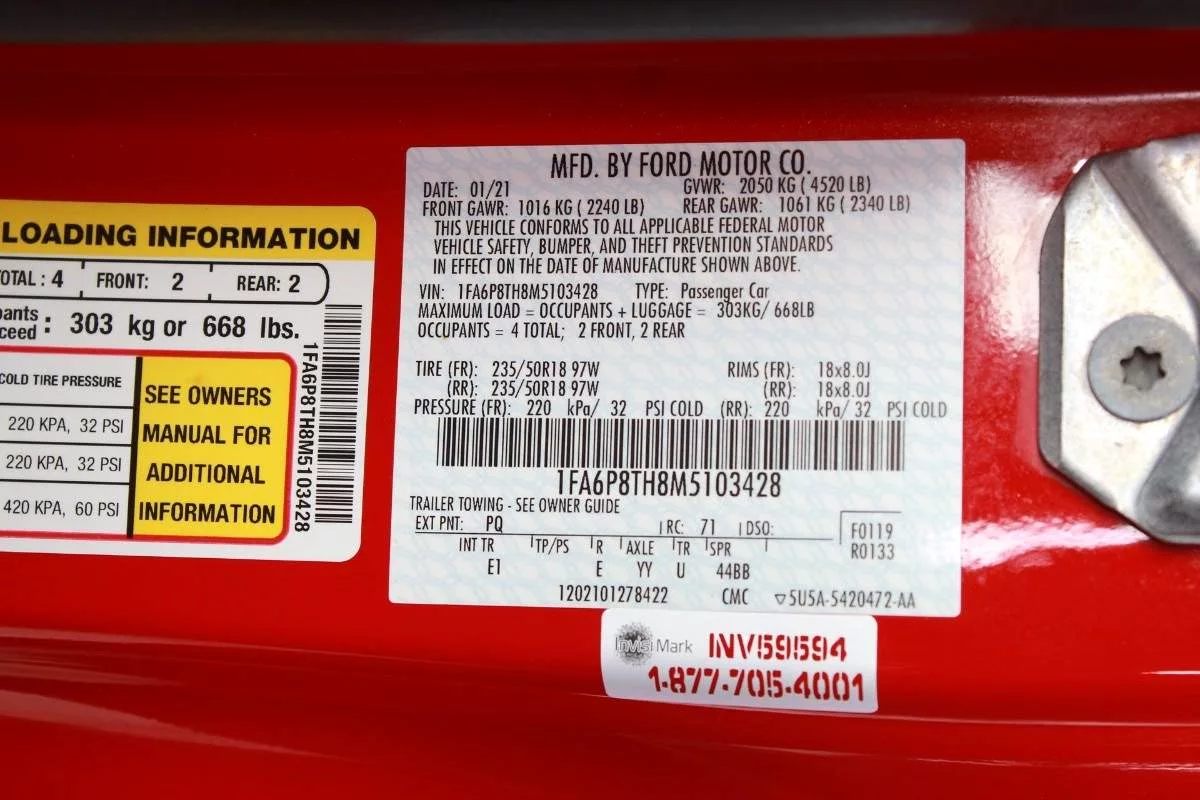 LOADING INFORMATION
TOTAL : 4 FRONT: 2 REAR: 2
pants
ceed : 303 kg or 668 lbs.
COLD TIRE PRESSURE
220 KPA, 32 PSI
220 KPA, 32 PSI
420 KPA, 60 PSI
SEE OWNERS
MANUAL FOR
ADDITIONAL
INFORMATION
1FA6P8TH8M5103428
MFD. BY FORD MOTOR CO.
DATE: 01/21 GVWR: 2050 KG ( 4520 LB)
FRONT GAWR: 1016 KG ( 2240 LB) REAR GAWR: 1061 KG ( 2340 LB)
THIS VEHICLE CONFORMS TO ALL APPLICABLE FEDERAL MOTOR
VEHICLE SAFETY, BUMPER, AND THEFT PREVENTION STANDARDS
IN EFFECT ON THE DATE OF MANUFACTURE SHOWN ABOVE.
VIN: 1FA6P8TH8M5103428 TYPE: Passenger Car
MAXIMUM LOAD = OCCUPANTS + LUGGAGE = 303KG/ 668LB
OCCUPANTS = 4 TOTAL; 2 FRONT, 2 REAR
TIRE (FR): 235/50R18 97W RIMS (FR): 18x8.0J
(RR): 235/50R18 97W (RR): 18x8.0J
PRESSURE (FR): 220 kPa/ 32 PSI COLD (RR): 220 kPa/ 32 PSI COLD
1FA6P8TH8M5103428
TRAILER TOWING - SEE OWNER GUIDE
EXT PNT: PQ RC: 71 DSO:
F0119
R0133
INT TR TP/PS R AXLE TR SPR
E1 E YY U 44BB
1202101278422 CMC ▽5U5A-5420472-AA
InvisiMark INV59594
1-877-705-4001